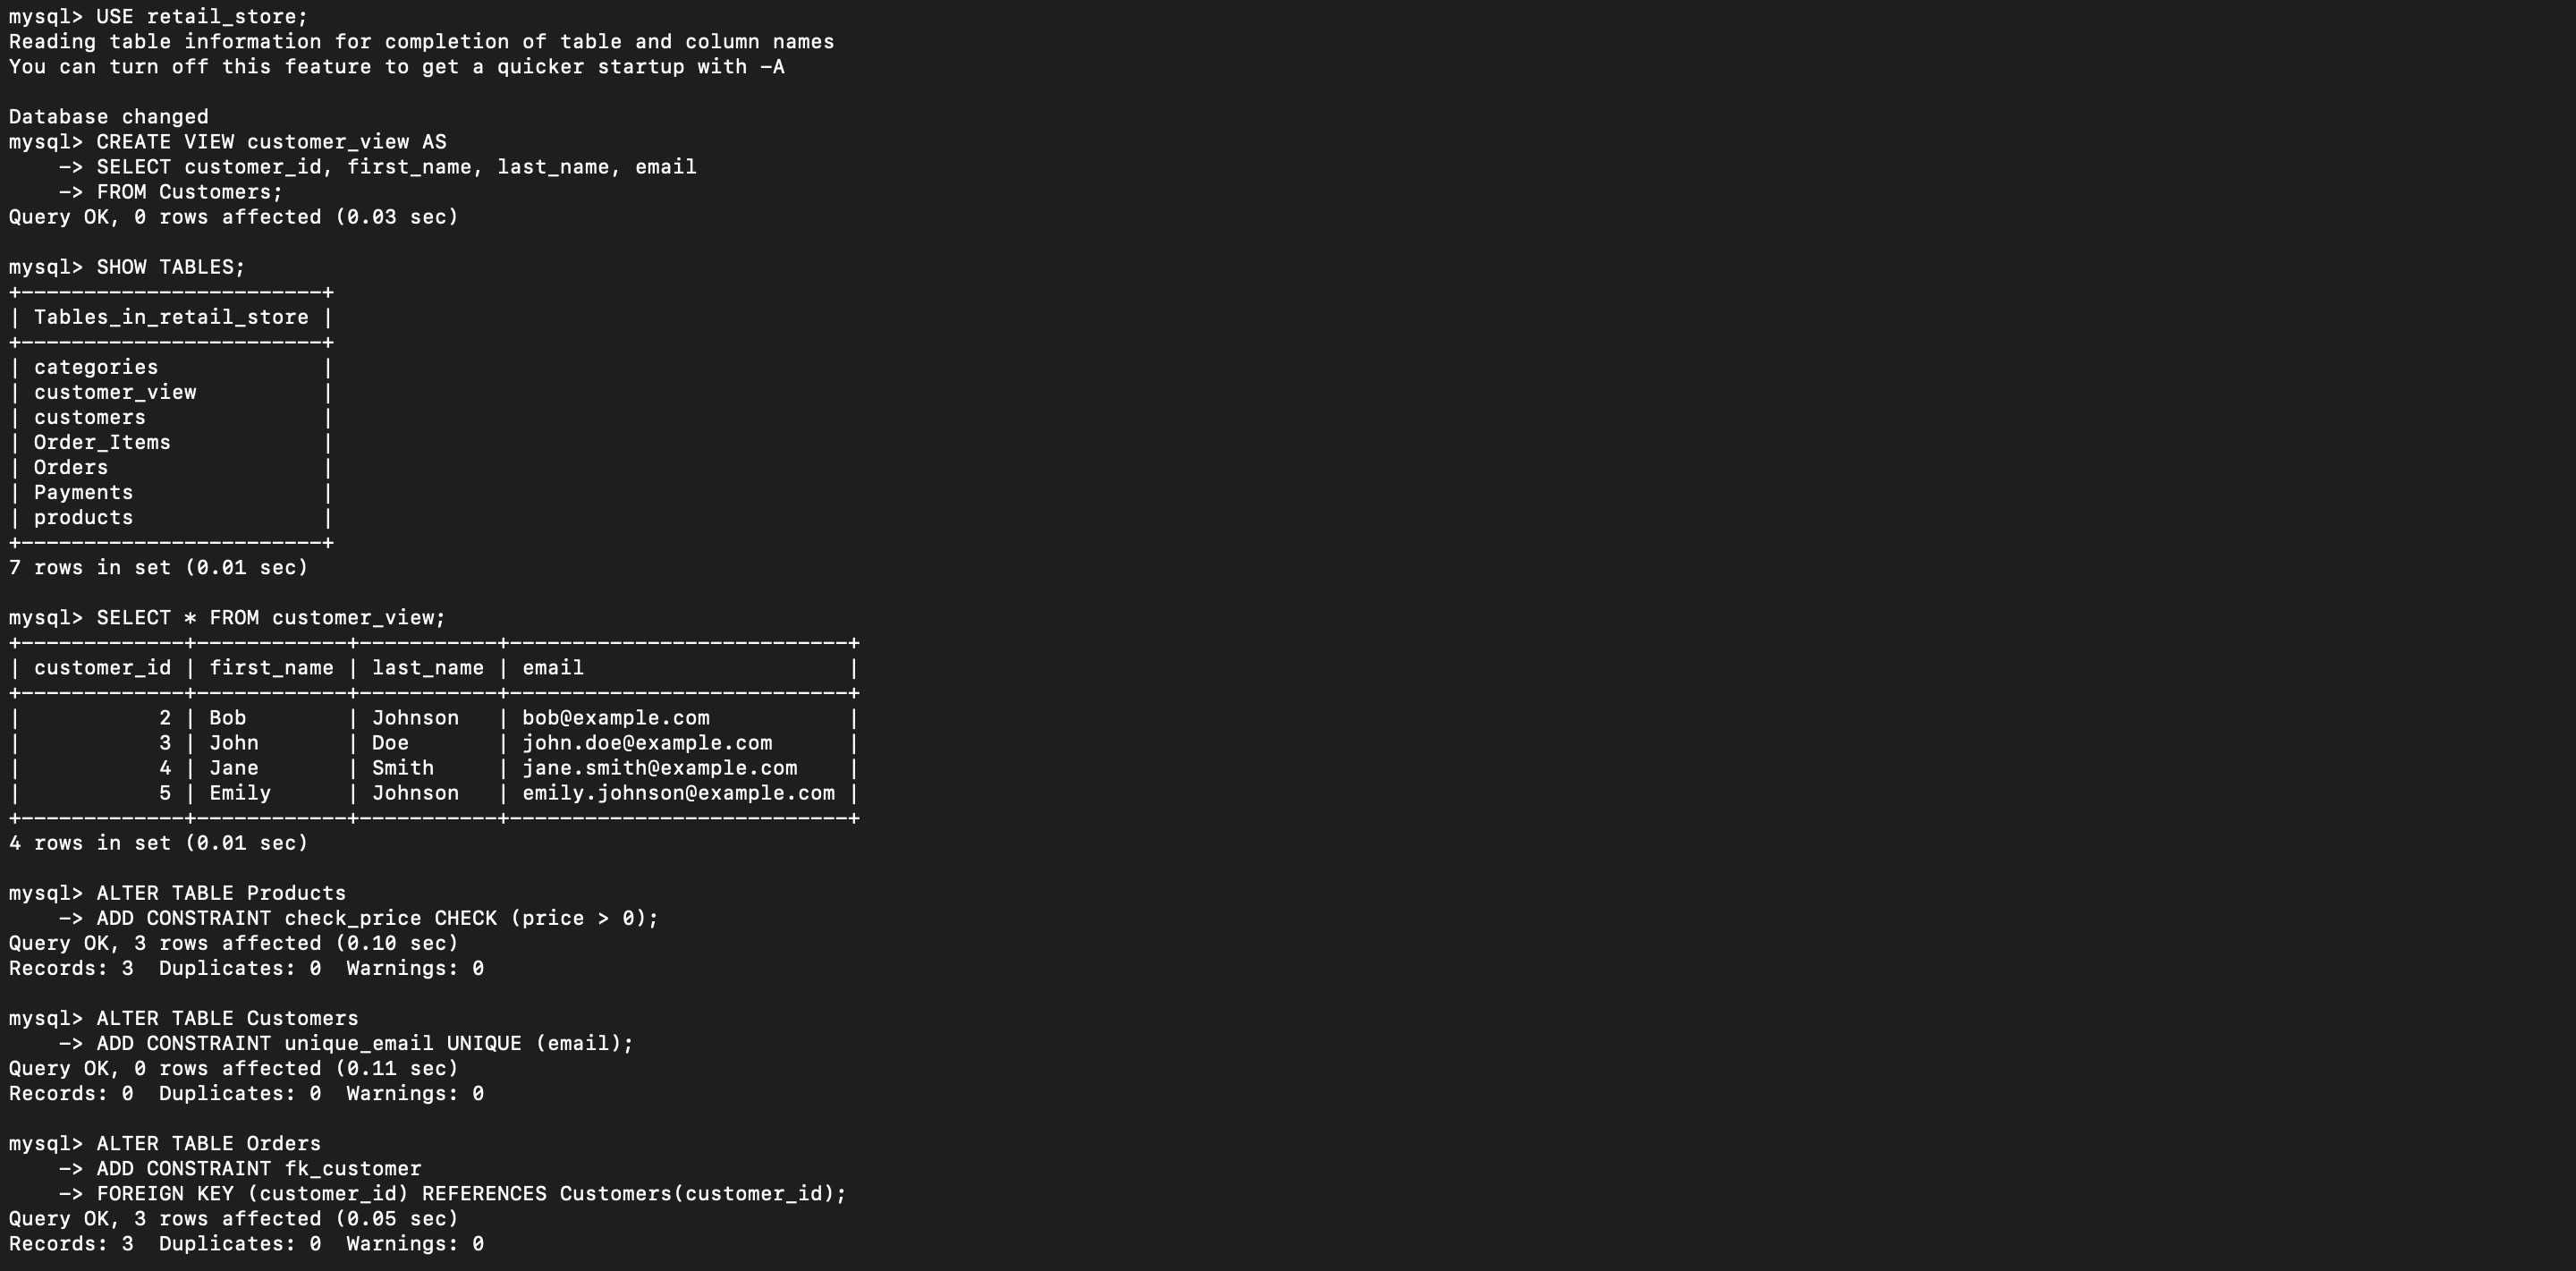 mysql> USE retail_store;
Reading table information for completion of table and column names
You can turn off this feature to get a quicker startup with -A

Database changed
mysql> CREATE VIEW customer_view AS
    -> SELECT customer_id, first_name, last_name, email
    -> FROM Customers;
Query OK, 0 rows affected (0.03 sec)

mysql> SHOW TABLES;
+------------------------+
| Tables_in_retail_store |
+------------------------+
| categories             |
| customer_view          |
| customers              |
| Order_Items            |
| Orders                 |
| Payments               |
| products               |
+------------------------+
7 rows in set (0.01 sec)

mysql> SELECT * FROM customer_view;
+-------------+------------+-----------+---------------------------+
| customer_id | first_name | last_name | email                     |
+-------------+------------+-----------+---------------------------+
|           2 | Bob        | Johnson   | bob@example.com           |
|           3 | John       | Doe       | john.doe@example.com      |
|           4 | Jane       | Smith     | jane.smith@example.com    |
|           5 | Emily      | Johnson   | emily.johnson@example.com |
+-------------+------------+-----------+---------------------------+
4 rows in set (0.01 sec)

mysql> ALTER TABLE Products
    -> ADD CONSTRAINT check_price CHECK (price > 0);
Query OK, 3 rows affected (0.10 sec)
Records: 3  Duplicates: 0  Warnings: 0

mysql> ALTER TABLE Customers
    -> ADD CONSTRAINT unique_email UNIQUE (email);
Query OK, 0 rows affected (0.11 sec)
Records: 0  Duplicates: 0  Warnings: 0

mysql> ALTER TABLE Orders
    -> ADD CONSTRAINT fk_customer
    -> FOREIGN KEY (customer_id) REFERENCES Customers(customer_id);
Query OK, 3 rows affected (0.05 sec)
Records: 3  Duplicates: 0  Warnings: 0